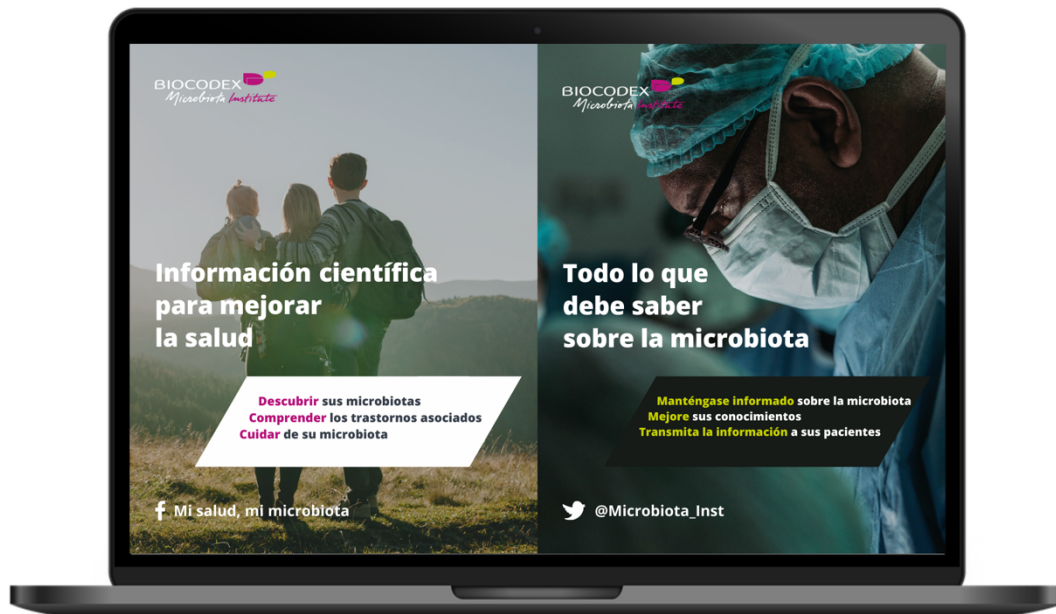 BIOCODEX
Microbiota Institute
Información científica
para mejorar
la salud
Descubrir sus microbiotas
Comprender los trastornos asociados
Cuidar de su microbiota
Mi salud, mi microbiota
BIOCODEX
Microbiota Institute
Todo lo que
debe saber
sobre la microbiota
Manténgase informado sobre la microbiota
Mejore sus conocimientos
Transmita la información a sus pacientes
@Microbiota_Inst